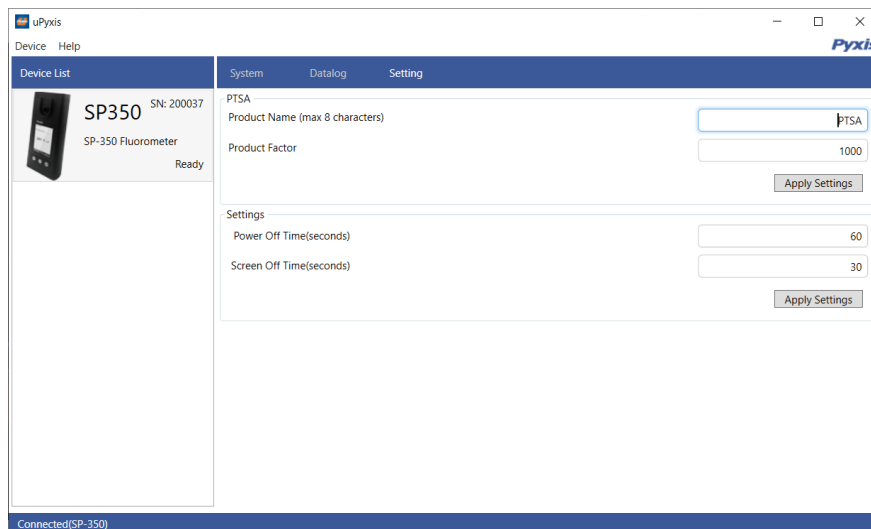 uPyxis
Device Help
Pyxis
Device List
System Datalog Setting
SP350 SN: 200037
SP-350 Fluorometer
Ready
PTSA
Product Name (max 8 characters)
PTSA
Product Factor
1000
Apply Settings
Settings
Power Off Time(seconds)
60
Screen Off Time(seconds)
30
Apply Settings
Connected(SP-350)